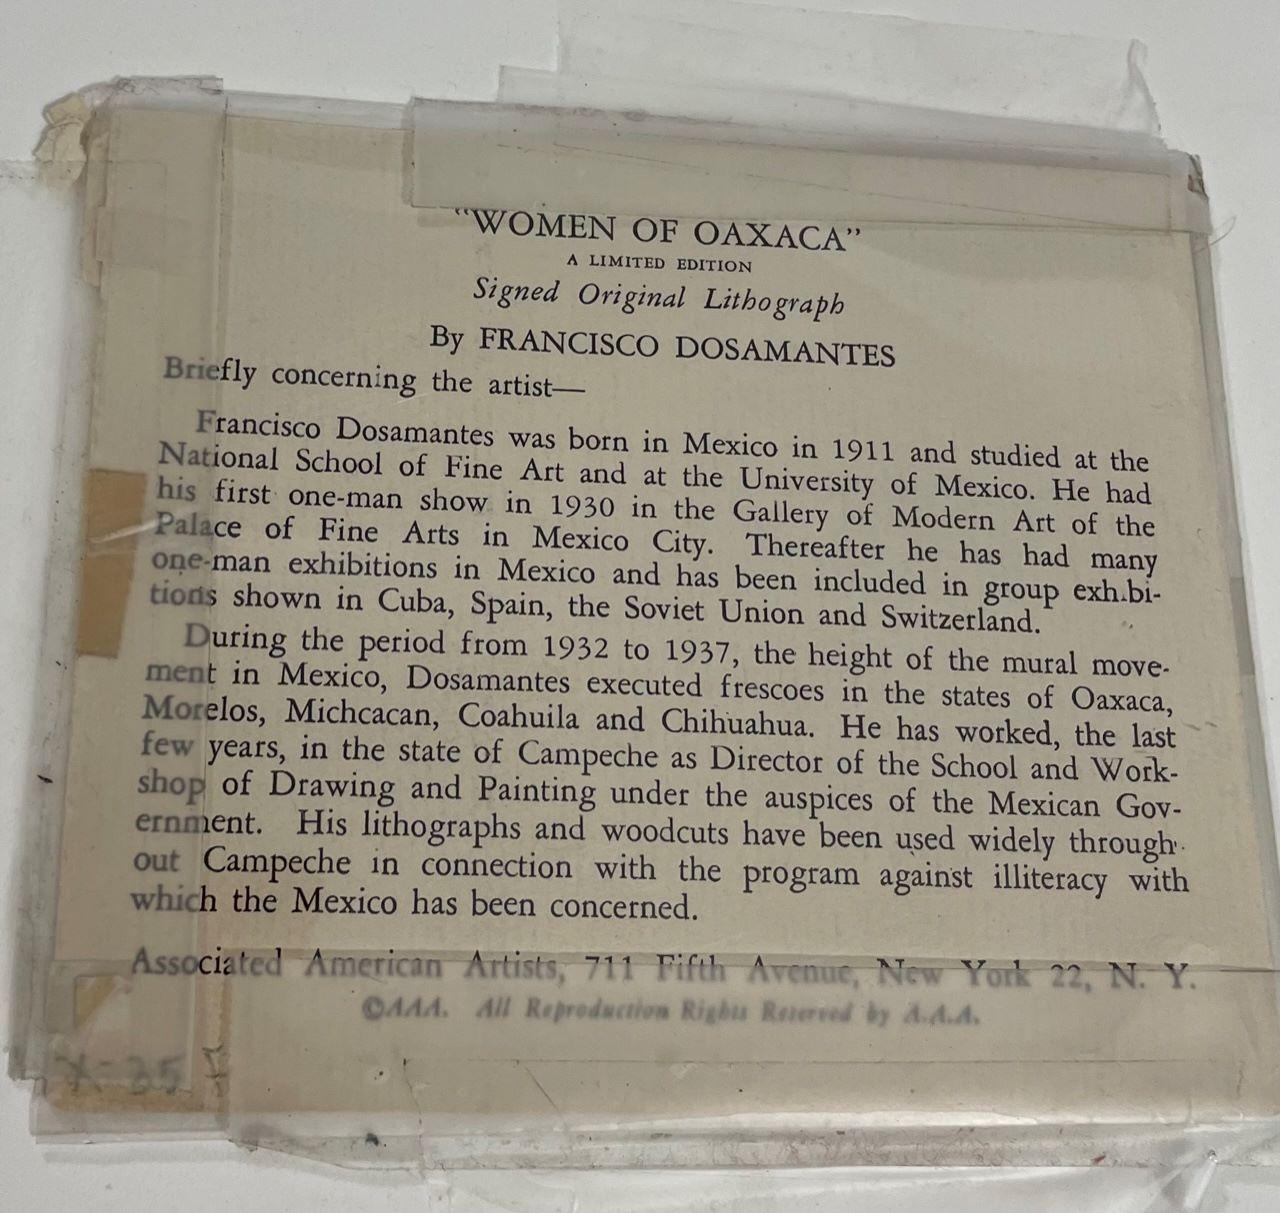 "WOMEN OF OAXACA"
A LIMITED EDITION
Signed Original Lithograph
By FRANCISCO DOSAMANTES
Briefly concerning the artist—
Francisco Dosamantes was born in Mexico in 1911 and studied at the
National School of Fine Art and at the University of Mexico. He had
his first one-man show in 1930 in the Gallery of Modern Art of the
Palace of Fine Arts in Mexico City. Thereafter he has had many
one-man exhibitions in Mexico and has been included in group exhibi-
tions shown in Cuba, Spain, the Soviet Union and Switzerland.
During the period from 1932 to 1937, the height of the mural move-
ment in Mexico, Dosamantes executed frescoes in the states of Oaxaca,
Morelos, Michcacan, Coahuila and Chihuahua. He has worked, the last
few years, in the state of Campeche as Director of the School and Work-
shop of Drawing and Painting under the auspices of the Mexican Gov-
ernment. His lithographs and woodcuts have been used widely through-
out Campeche in connection with the program against illiteracy with
which the Mexico has been concerned.
Associated American Artists, 711 Fifth Avenue, New York 22, N. Y.
©AAA. All Reproduction Rights Reserved by A.A.A.
X-35